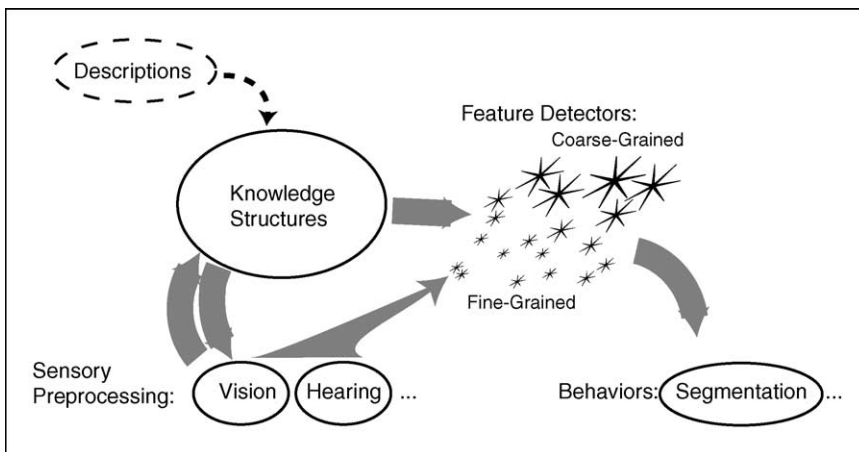 Descriptions
Feature Detectors:
Coarse-Grained
Knowledge
Structures
Fine-Grained
Sensory
Preprocessing:
Vision
Hearing
...
Behaviors:
Segmentation
...